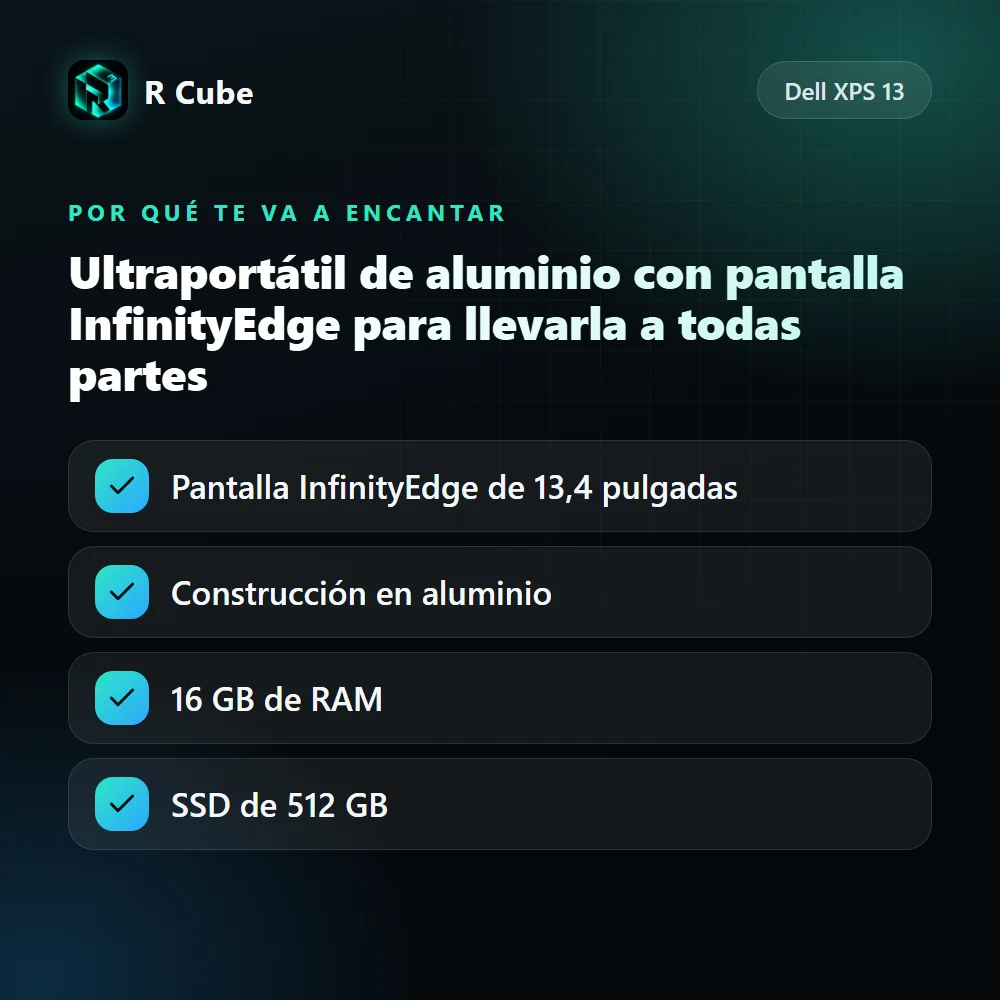 R Cube
Dell XPS 13
POR QUÉ TE VA A ENCANTAR
Ultraportátil de aluminio con pantalla
InfinityEdge para llevarla a todas
partes
Pantalla InfinityEdge de 13,4 pulgadas
Construcción en aluminio
16 GB de RAM
SSD de 512 GB